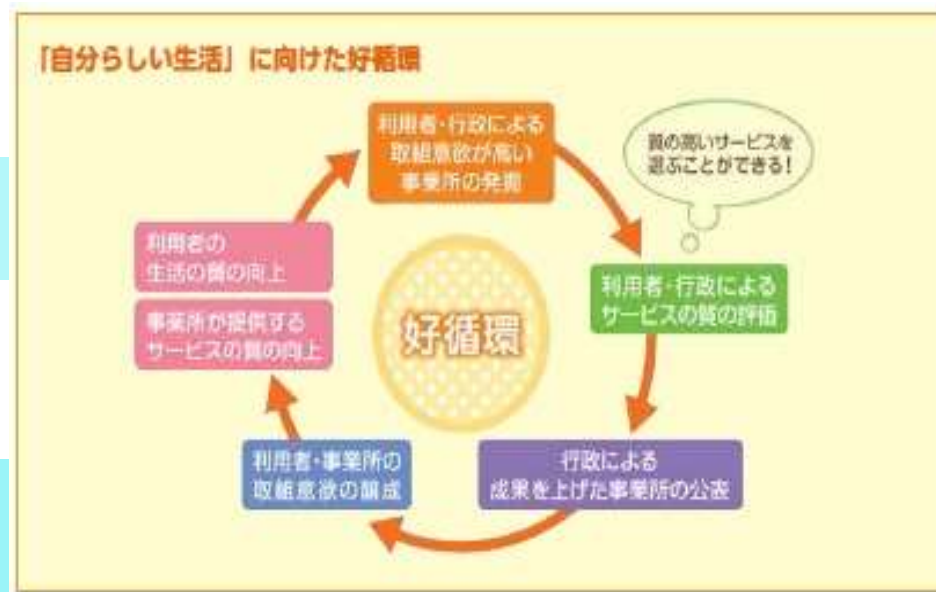 「自分らしい生活」に向けた好循環
利用者・行政による
取組意欲が高い
事業所の発掘
質の高いサービスを
選ぶことができる!
利用者・行政による
サービスの質の評価
行政による
成果を上げた事業所の公表
利用者・事業所の
取組意欲の醸成
事業所が提供する
サービスの質の向上
利用者の
生活の質の向上
好循環